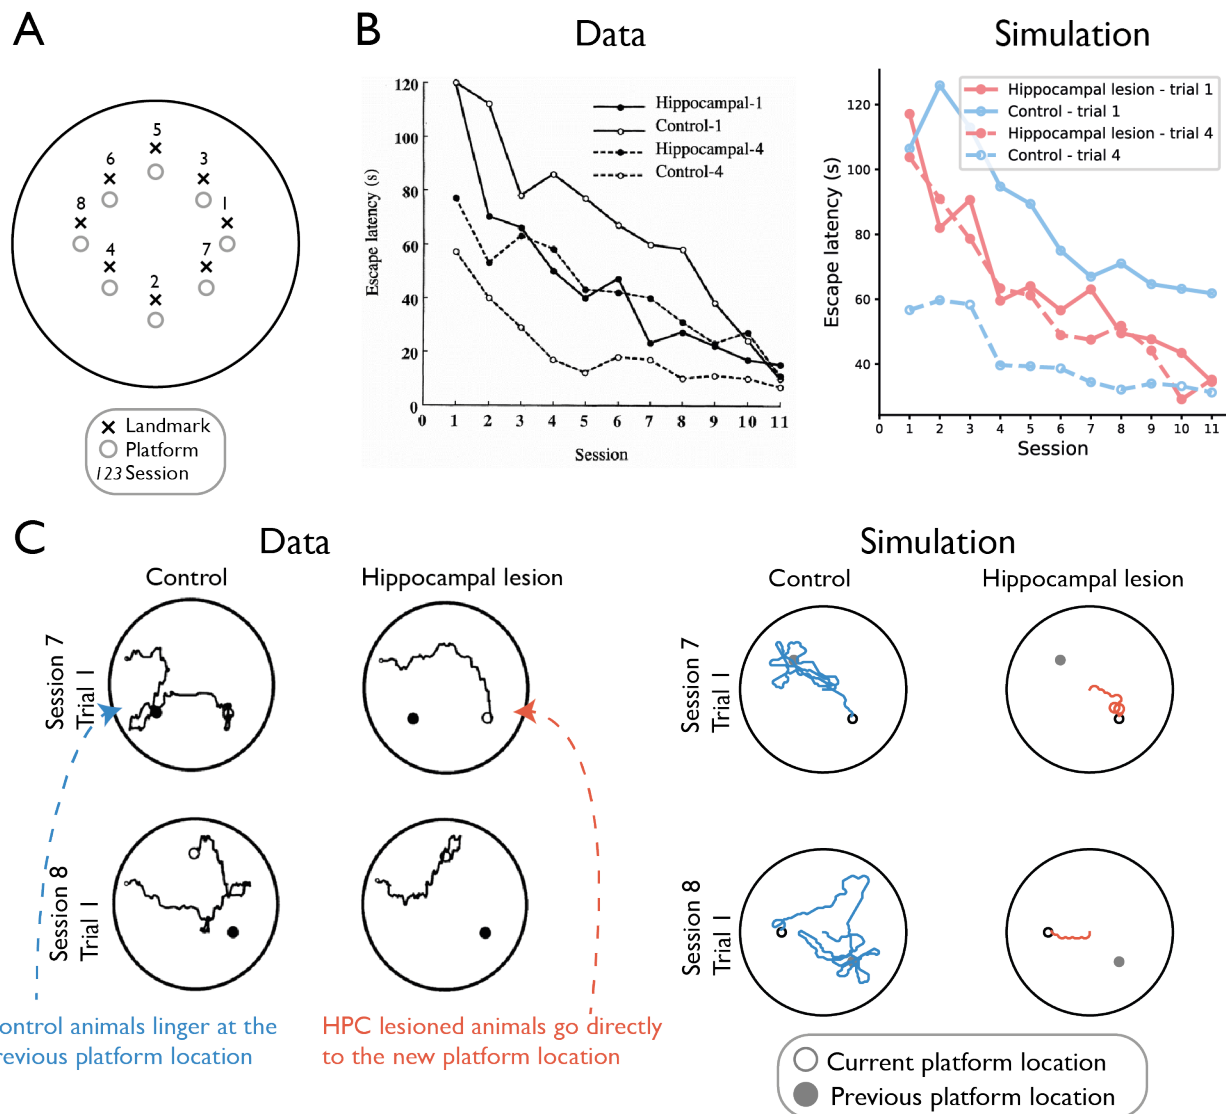 A
5
6
3
8
1
4
7
2
Landmark
Platform
123 Session
B
Data
Escape latency (s)
120
100
80
60
40
20
0
Hippocampal-1
Control-1
Hippocampal-4
Control-4
0 1 2 3 4 5 6 7 8 9 10 11
Session
Simulation
Escape latency (s)
120
100
80
60
40
Hippocampal lesion - trial 1
Control - trial 1
Hippocampal lesion - trial 4
Control - trial 4
0 1 2 3 4 5 6 7 8 9 10 11
Session
C
Data
Control
Hippocampal lesion
Session 7
Trial 1
Session 8
Trial 1
ontrol animals linger at the
revious platform location
HPC lesioned animals go directly
to the new platform location
Simulation
Control
Hippocampal lesion
Session 7
Trial 1
Session 8
Trial 1
Current platform location
Previous platform location